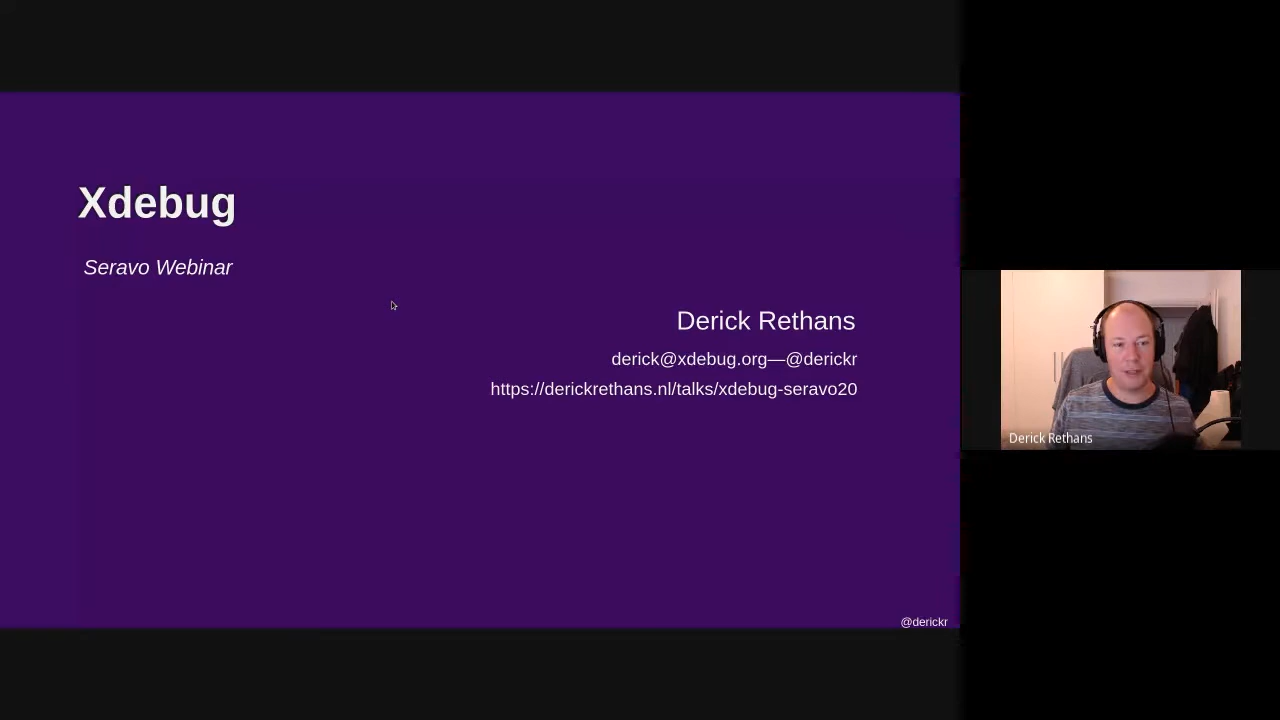 Xdebug
Seravo Webinar
Derick Rethans
derick@xdebug.org—@derickr
https://derickrethans.nl/talks/xdebug-seravo20
@derickr
Derick Rethans